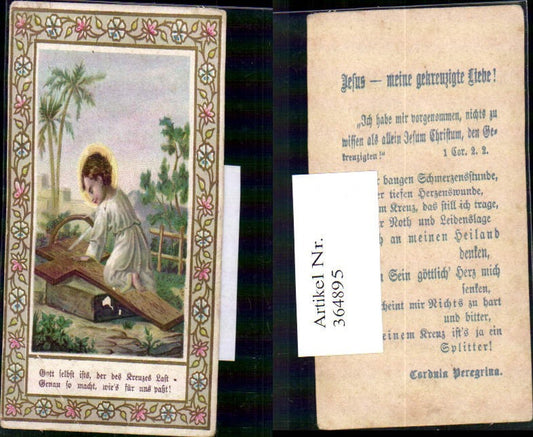 Gott selbst ists, der des Kreuzes Last -
Genau so macht, wie's für uns paßt!
Artikel Nr.
364895
Jesus — meine gekreuzigte Liebe!
„Ich habe mir vorgenommen, nichts zu
wissen als allein Jesum Christum, den Ge-
kreuzigten!“ 1 Cor. 2. 2.
bangen Schmerzensstunde,
tiefen Herzenswunde,
Kreuz, das still ich trage,
Noth und Leidenslage
an meinen Heiland
denken,
Sein göttlich' Herz mich
senken,
mir Nichts zu hart
und bitter,
meinem Kreuz ist's ja ein
Splitter!
Cordula Peregrina.